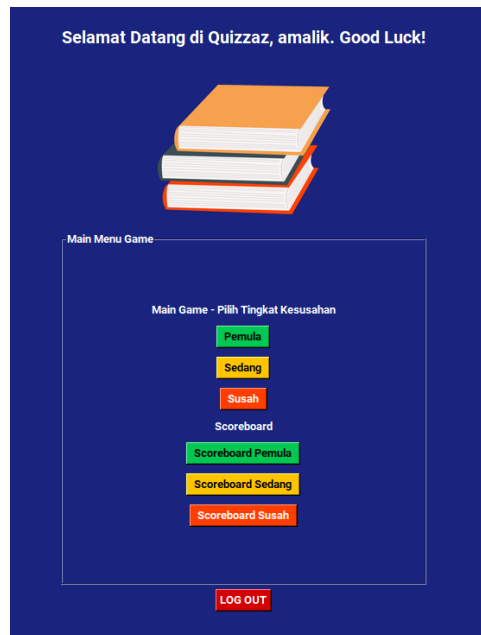 Selamat Datang di Quizzaz, amalik. Good Luck!
Main Menu Game
Main Game - Pilih Tingkat Kesusahan
Pemula
Sedang
Susah
Scoreboard
Scoreboard Pemula
Scoreboard Sedang
Scoreboard Susah
LOG OUT